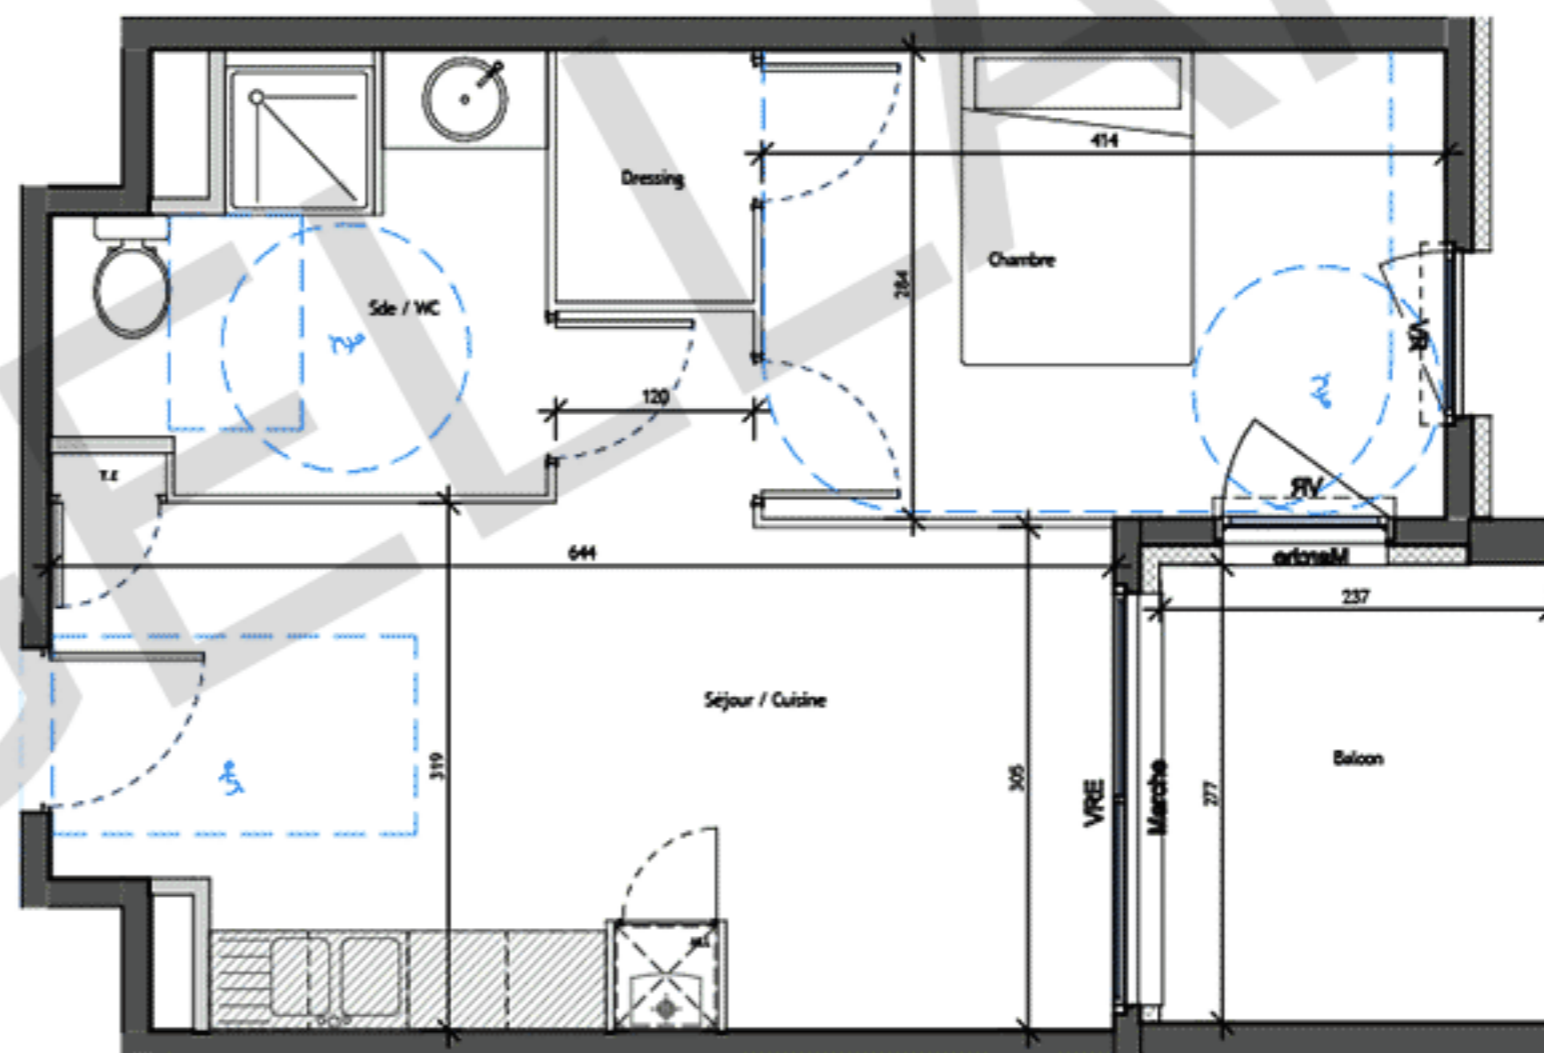 Dressing
414
Chambre
284
Sde / WC
VR
120
T.E
VR
644
Marche
237
Séjour / Cuisine
319
305
VRE
Marche
277
Balcon